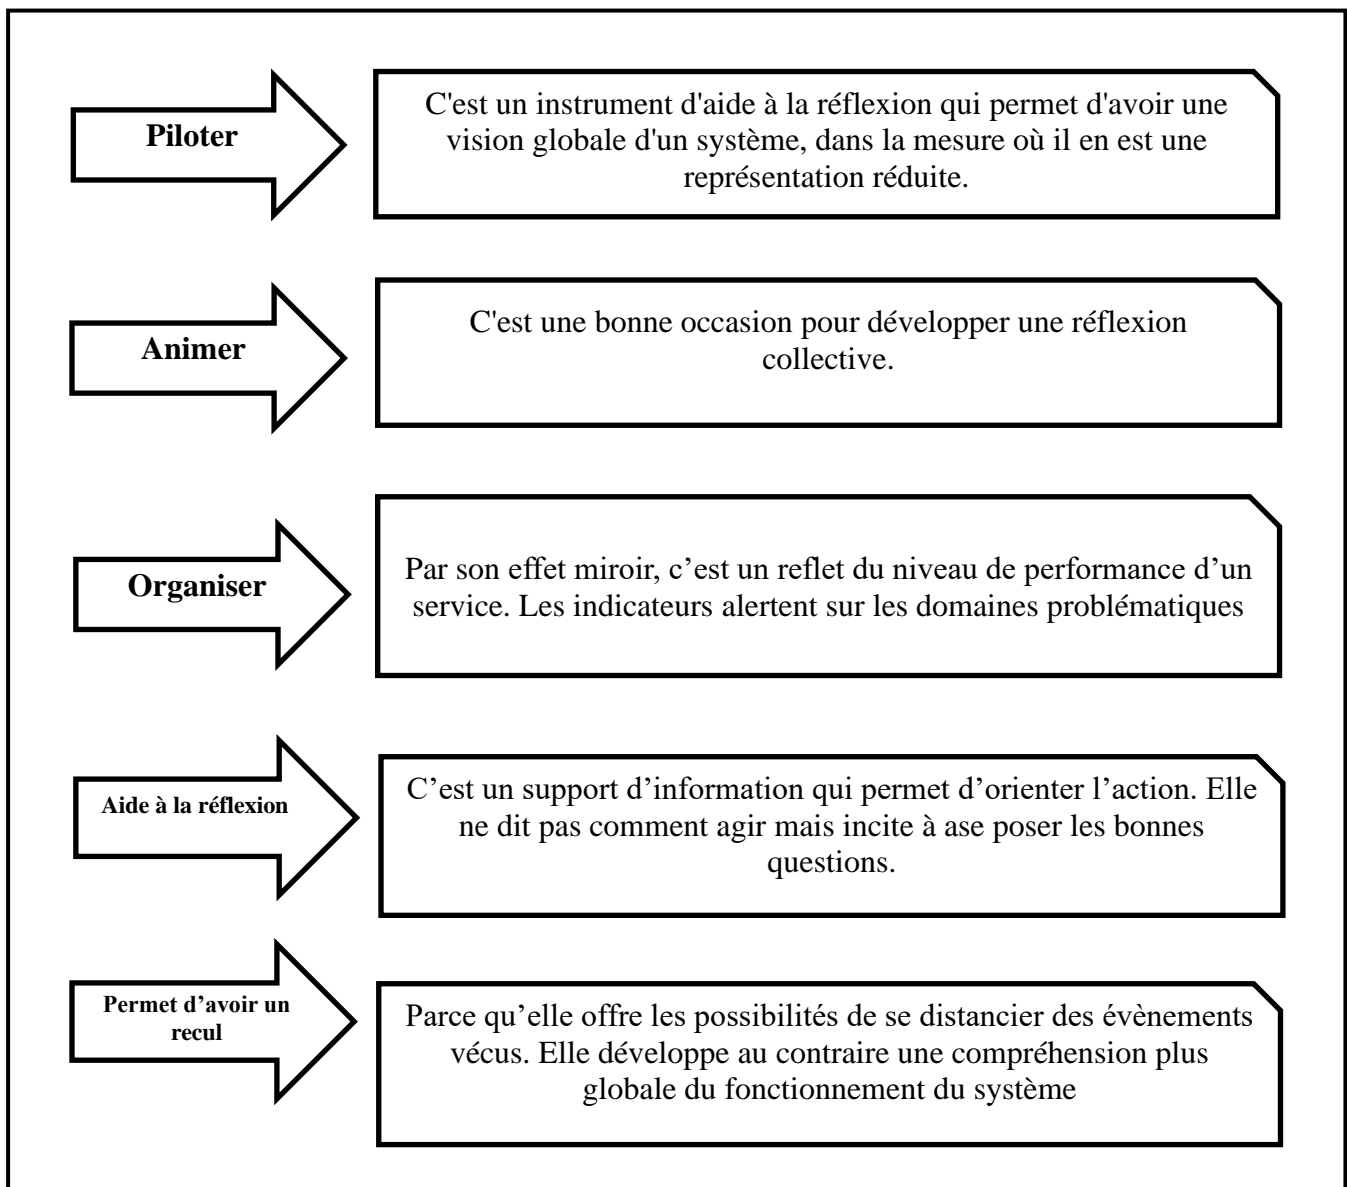 Piloter
C'est un instrument d'aide à la réflexion qui permet d'avoir une
vision globale d'un système, dans la mesure où il en est une
représentation réduite.
Animer
C'est une bonne occasion pour développer une réflexion
collective.
Organiser
Par son effet miroir, c’est un reflet du niveau de performance d’un
service. Les indicateurs alertent sur les domaines problématiques
Aide à la réflexion
C’est un support d’information qui permet d’orienter l’action. Elle
ne dit pas comment agir mais incite à ase poser les bonnes
questions.
Permet d’avoir un
recul
Parce qu’elle offre les possibilités de se distancier des évènements
vécus. Elle développe au contraire une compréhension plus
globale du fonctionnement du système